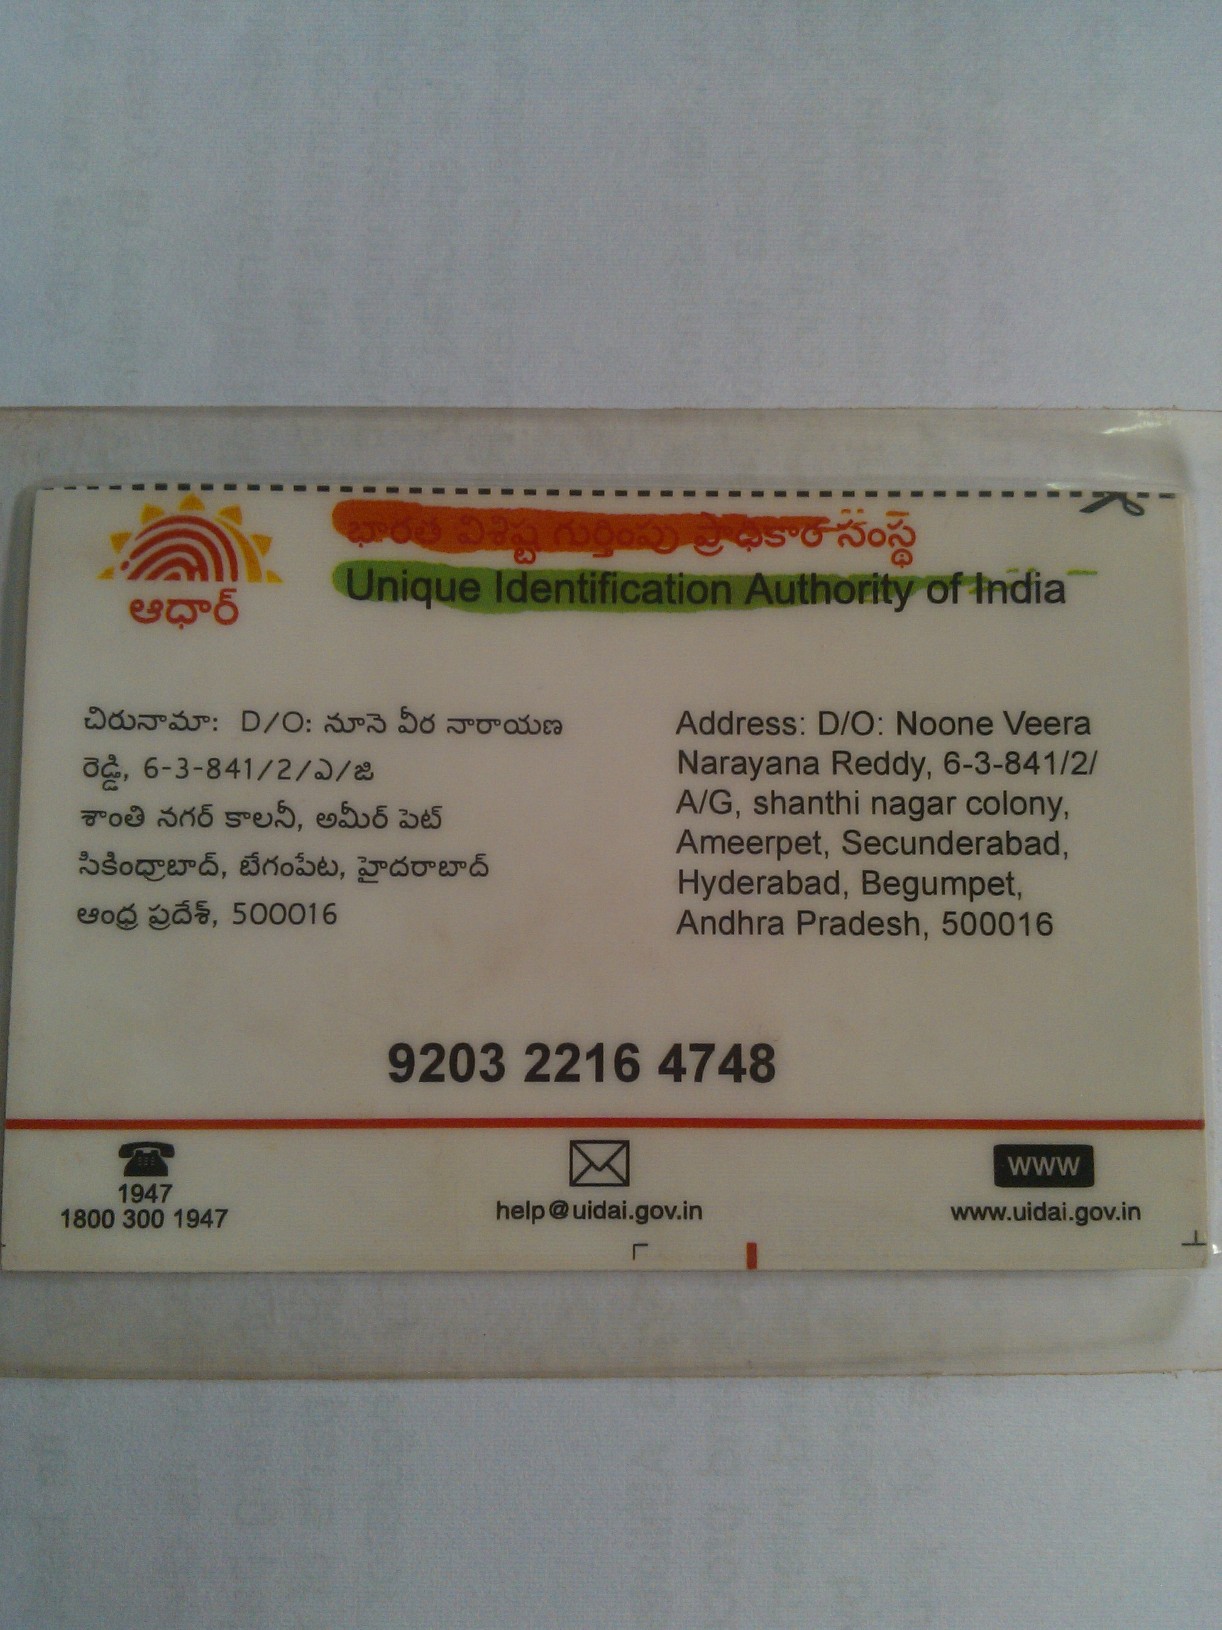 భారత విశిష్ట గుర్తింపు ప్రాధికార సంస్థ
Unique Identification Authority of India
ఆధార్
చిరునామా: D/O: నూనె వీర నారాయణ
రెడ్డి, 6-3-841/2/ఎ/జి
శాంతి నగర్ కాలనీ, అమీర్ పెట్
సికింద్రాబాద్, బేగంపేట, హైదరాబాద్
ఆంధ్ర ప్రదేశ్, 500016
Address: D/O: Noone Veera
Narayana Reddy, 6-3-841/2/
A/G, shanthi nagar colony,
Ameerpet, Secunderabad,
Hyderabad, Begumpet,
Andhra Pradesh, 500016
9203 2216 4748
1947
1800 300 1947
help@uidai.gov.in
WWW
www.uidai.gov.in